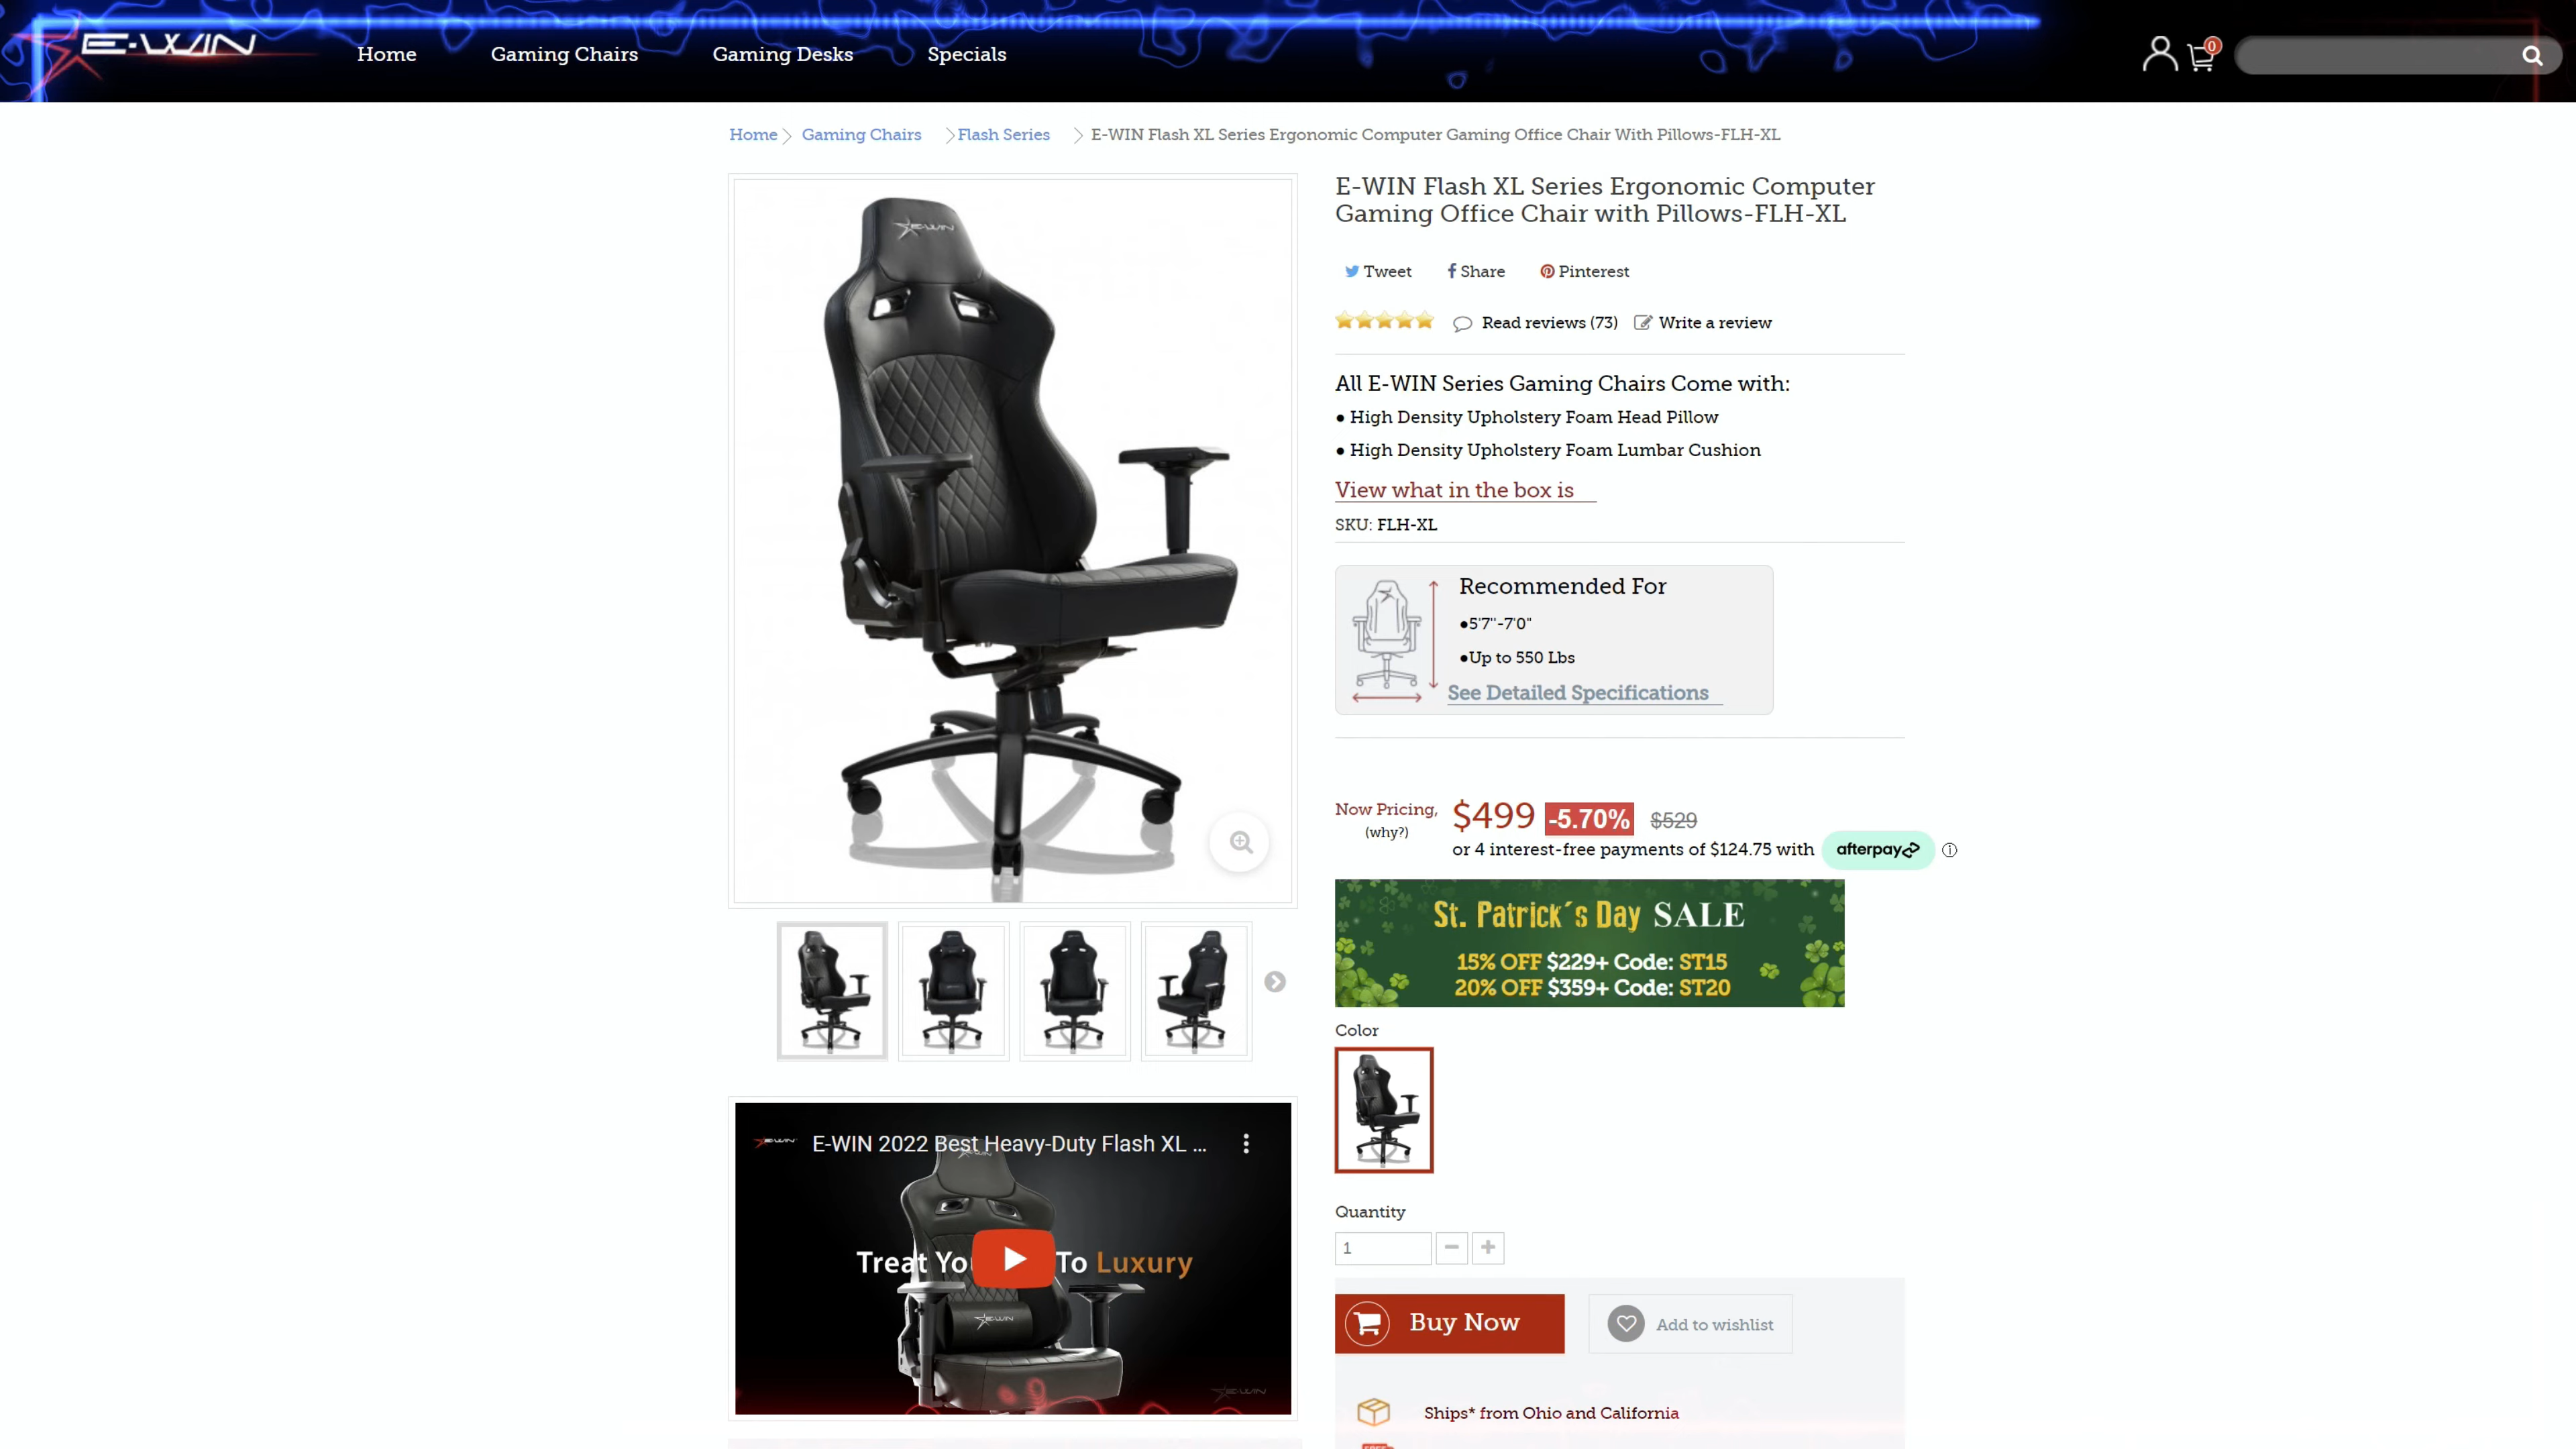 E-WIN
Home
Gaming Chairs
Gaming Desks
Specials
0
Home
Gaming Chairs
Flash Series
E-WIN Flash XL Series Ergonomic Computer Gaming Office Chair With Pillows-FLH-XL
E-WIN
E-WIN Flash XL Series Ergonomic Computer
Gaming Office Chair with Pillows-FLH-XL
Tweet
Share
Pinterest
Read reviews (73)
Write a review
All E-WIN Series Gaming Chairs Come with:
● High Density Upholstery Foam Head Pillow
● High Density Upholstery Foam Lumbar Cushion
View what in the box is
SKU: FLH-XL
Recommended For
●5'7''-7'0"
●Up to 550 Lbs
See Detailed Specifications
Now Pricing,
(why?)
$499
-5.70%
$529
or 4 interest-free payments of $124.75 with
afterpay
St. Patrick´s Day SALE
15% OFF $229+ Code: ST15
20% OFF $359+ Code: ST20
Color
E-WIN
E-WIN 2022 Best Heavy-Duty Flash XL ...
Treat You
To Luxury
E-WIN
E-WIN
Quantity
1
Buy Now
Add to wishlist
Ships* from Ohio and California